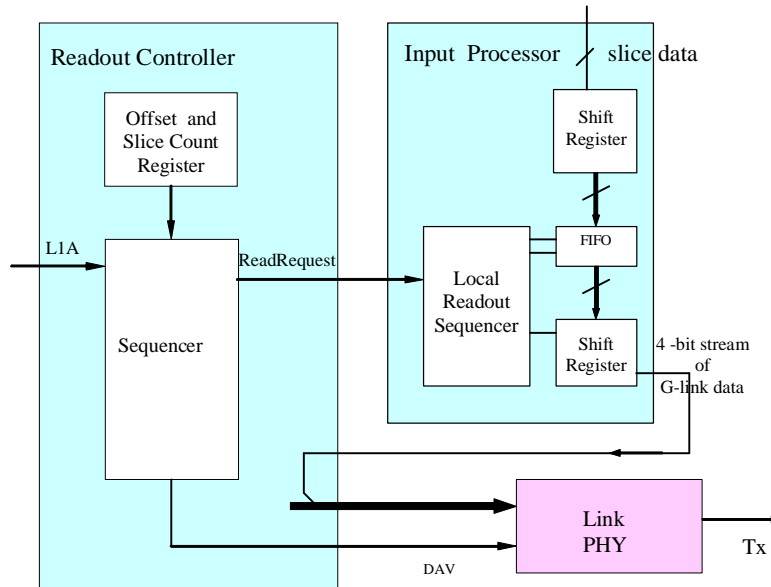 Readout Controller
Input Processor
slice data
Offset and
Slice Count
Register
Shift
Register
L1A
ReadRequest
FIFO
Sequencer
Local
Readout
Sequencer
Shift
Register
4 -bit stream
of
G-link data
Link
PHY
Tx
DAV